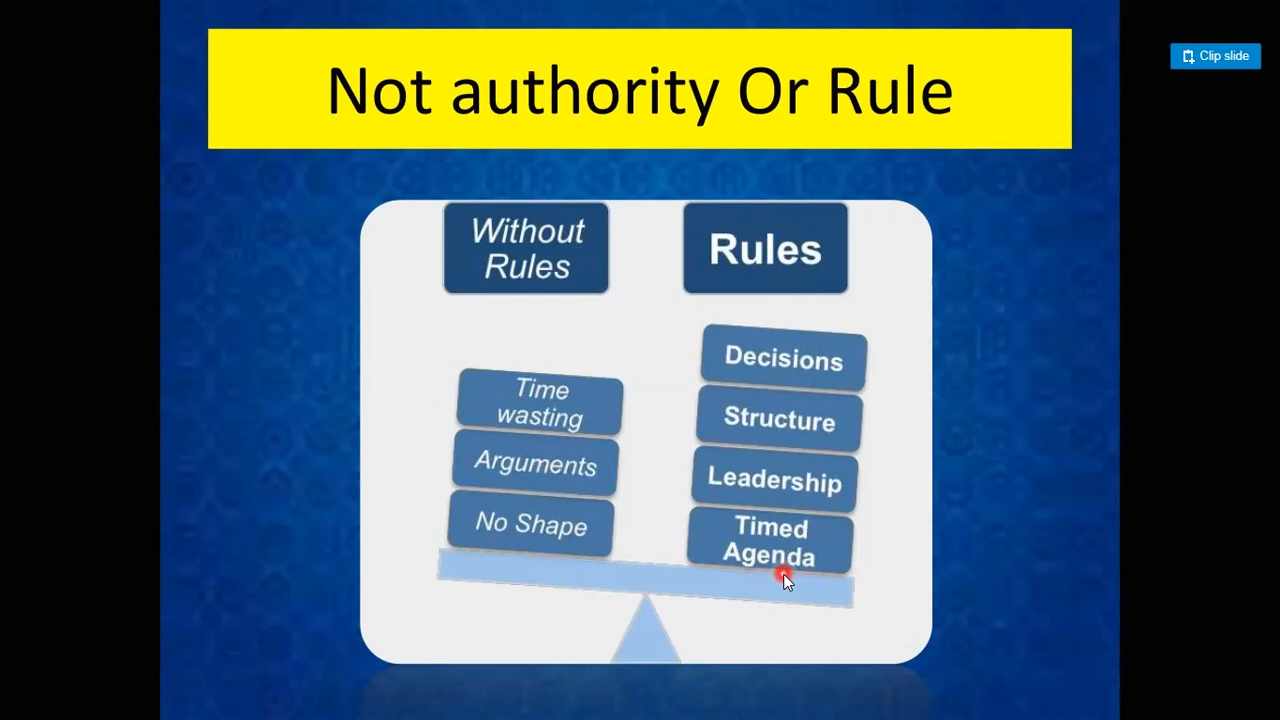 Not authority Or Rule
Clip slide
Without
Rules
Rules
Time
wasting
Arguments
No Shape
Decisions
Structure
Leadership
Timed
Agenda